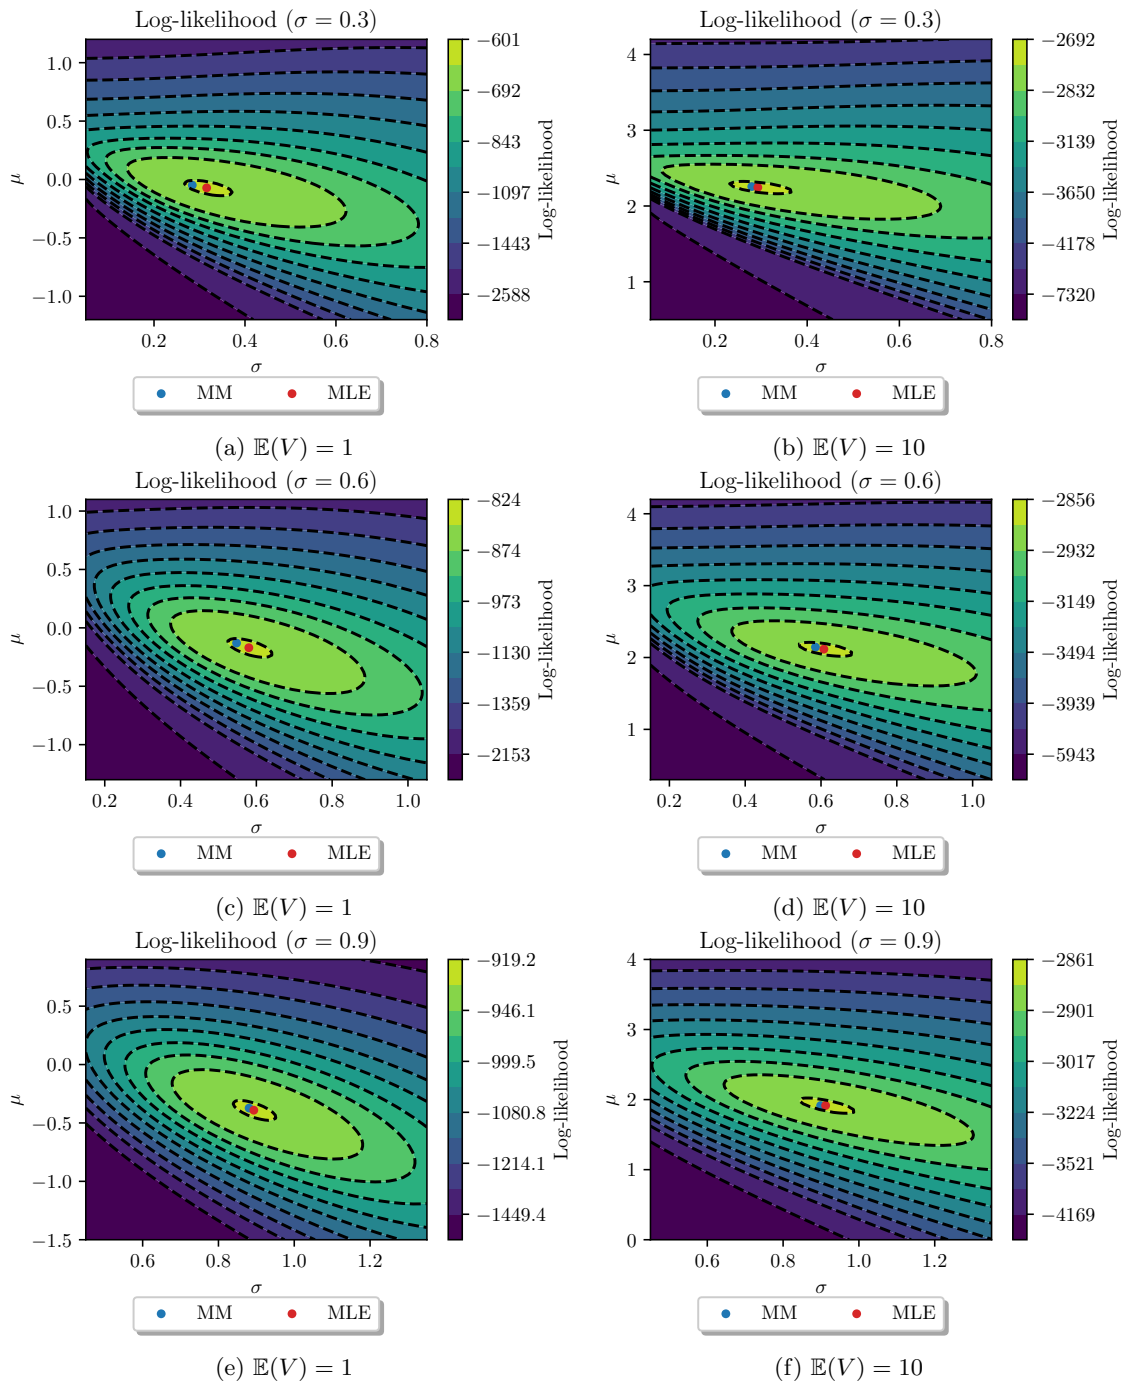 Log-likelihood (σ = 0.3)
1.0
0.5
0.0
−0.5
−1.0
μ
0.2 0.4 0.6 0.8
σ
−601
−692
−843
−1097
−1443
−2588
Log-likelihood
MM MLE
(a) 𝔼(V) = 1
Log-likelihood (σ = 0.3)
4
3
2
1
μ
0.2 0.4 0.6 0.8
σ
−2692
−2832
−3139
−3650
−4178
−7320
Log-likelihood
MM MLE
(b) 𝔼(V) = 10
Log-likelihood (σ = 0.6)
1.0
0.5
0.0
−0.5
−1.0
μ
0.2 0.4 0.6 0.8 1.0
σ
−824
−874
−973
−1130
−1359
−2153
Log-likelihood
MM MLE
(c) 𝔼(V) = 1
Log-likelihood (σ = 0.6)
4
3
2
1
μ
0.2 0.4 0.6 0.8 1.0
σ
−2856
−2932
−3149
−3494
−3939
−5943
Log-likelihood
MM MLE
(d) 𝔼(V) = 10
Log-likelihood (σ = 0.9)
0.5
0.0
−0.5
−1.0
−1.5
μ
0.6 0.8 1.0 1.2
σ
−919.2
−946.1
−999.5
−1080.8
−1214.1
−1449.4
Log-likelihood
MM MLE
(e) 𝔼(V) = 1
Log-likelihood (σ = 0.9)
4
3
2
1
0
μ
0.6 0.8 1.0 1.2
σ
−2861
−2901
−3017
−3224
−3521
−4169
Log-likelihood
MM MLE
(f) 𝔼(V) = 10